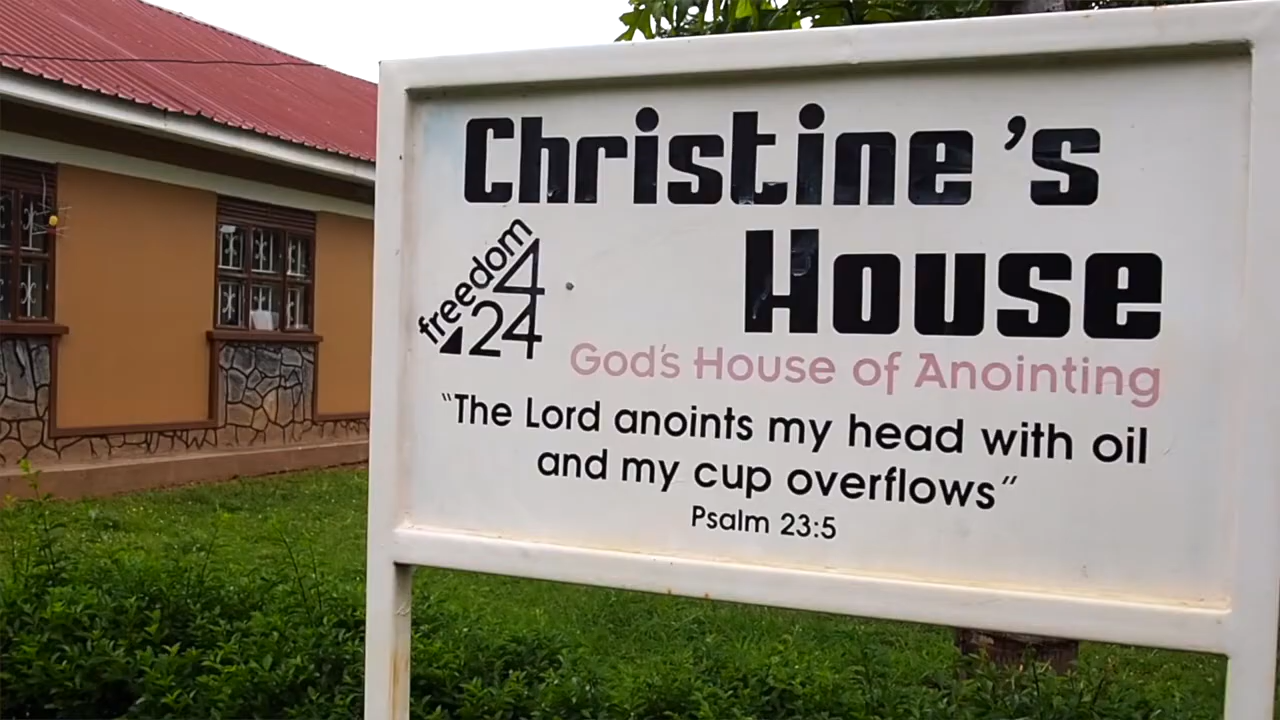 Christine's
House
freedom
4
24
God's House of Anointing
"The Lord anoints my head with oil
and my cup overflows"
Psalm 23:5